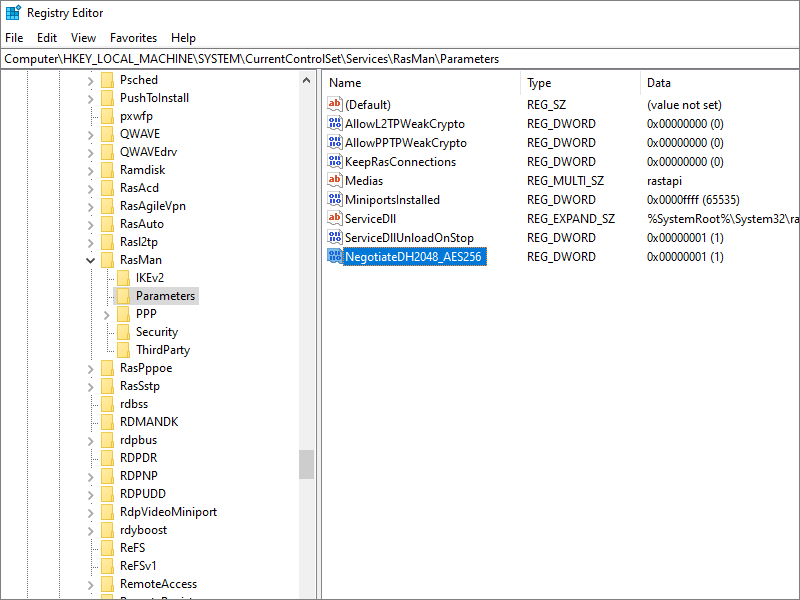 Registry Editor
File Edit View Favorites Help
Computer\HKEY_LOCAL_MACHINE\SYSTEM\CurrentControlSet\Services\RasMan\Parameters
Psched
PushToInstall
pxwfp
QWAVE
QWAVEdrv
Ramdisk
RasAcd
RasAgileVpn
RasAuto
Rasl2tp
RasMan
IKEv2
Parameters
PPP
Security
ThirdParty
RasPppoe
RasSstp
rdbss
RDMANDK
rdpbus
RDPDR
RDPNP
RDPUDD
RdpVideoMiniport
rdyboost
ReFS
ReFSv1
RemoteAccess
Name Type Data
(Default) REG_SZ (value not set)
AllowL2TPWeakCrypto REG_DWORD 0x00000000 (0)
AllowPPTPWeakCrypto REG_DWORD 0x00000000 (0)
KeepRasConnections REG_DWORD 0x00000000 (0)
Medias REG_MULTI_SZ rastapi
MiniportsInstalled REG_DWORD 0x0000ffff (65535)
ServiceDll REG_EXPAND_SZ %SystemRoot%\System32\ra
ServiceDllUnloadOnStop REG_DWORD 0x00000001 (1)
NegotiateDH2048_AES256 REG_DWORD 0x00000001 (1)